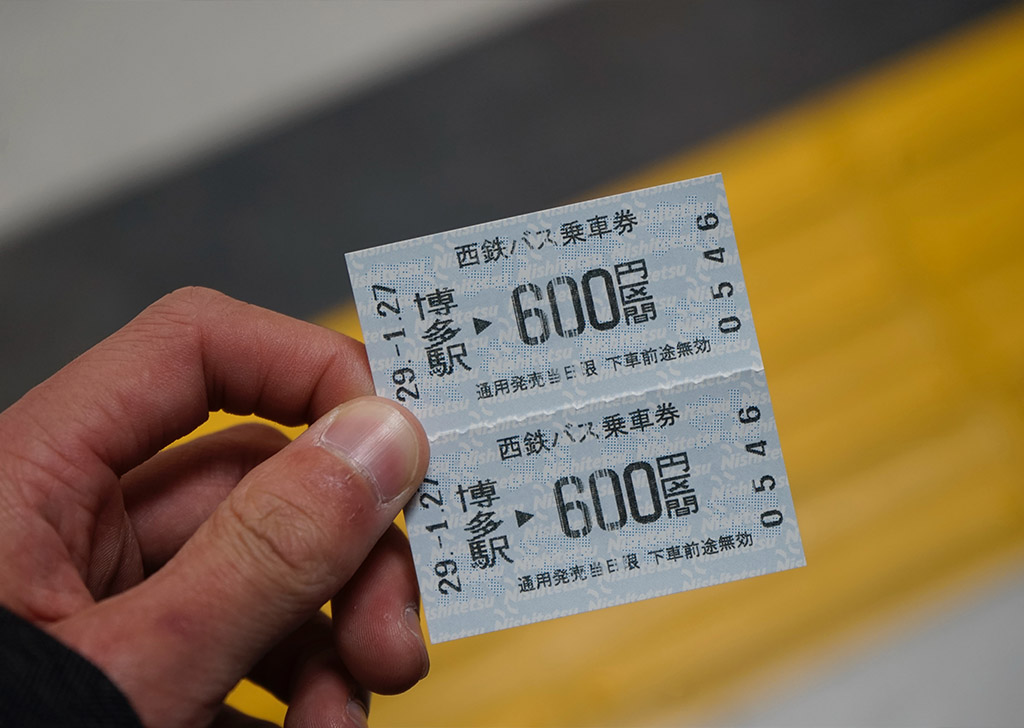 西鉄バス乗車券
29.-1.27
博多駅▶600円区間
通用発売当日限 下車前途無効
0546
西鉄バス乗車券
29.-1.27
博多駅▶600円区間
通用発売当日限 下車前途無効
0546
Nishitetsu